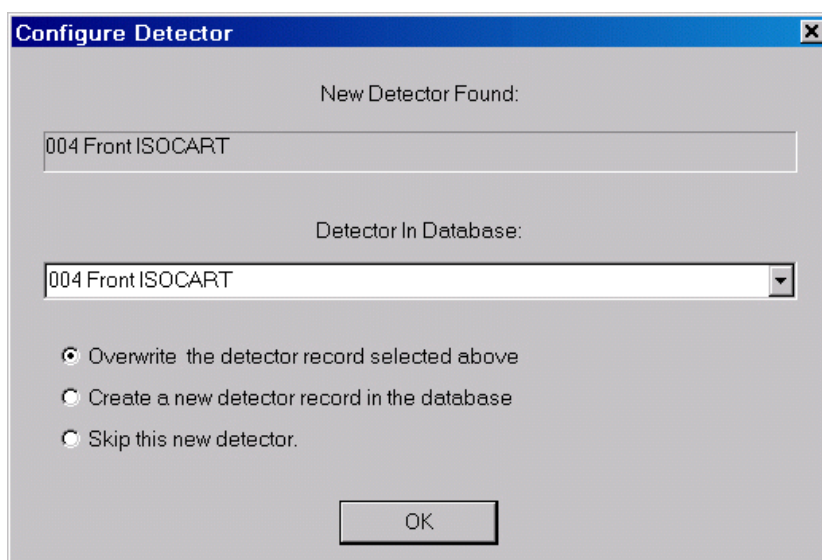 Configure Detector
New Detector Found:
004 Front ISOCART
Detector In Database:
004 Front ISOCART
Overwrite the detector record selected above
Create a new detector record in the database
Skip this new detector.
OK